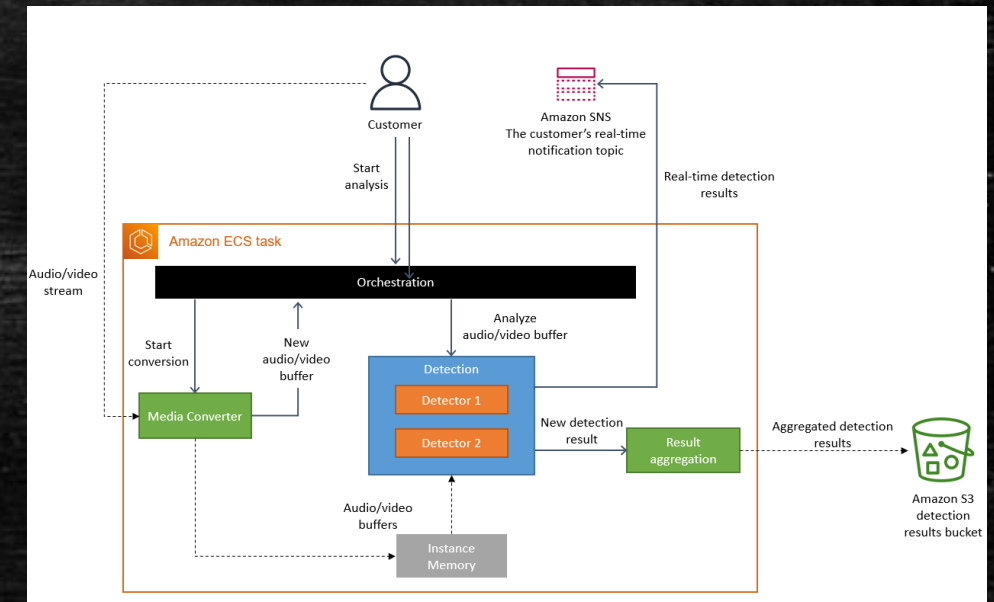 Customer
Amazon SNS
The customer's real-time
notification topic
Start
analysis
Real-time detection
results
Amazon ECS task
Audio/video
stream
Orchestration
Start
conversion
New
audio/video
buffer
Analyze
audio/video buffer
Detection
Detector 1
Detector 2
Media Converter
New detection
result
Result
aggregation
Aggregated detection
results
Amazon S3
detection
results bucket
Audio/video
buffers
Instance
Memory